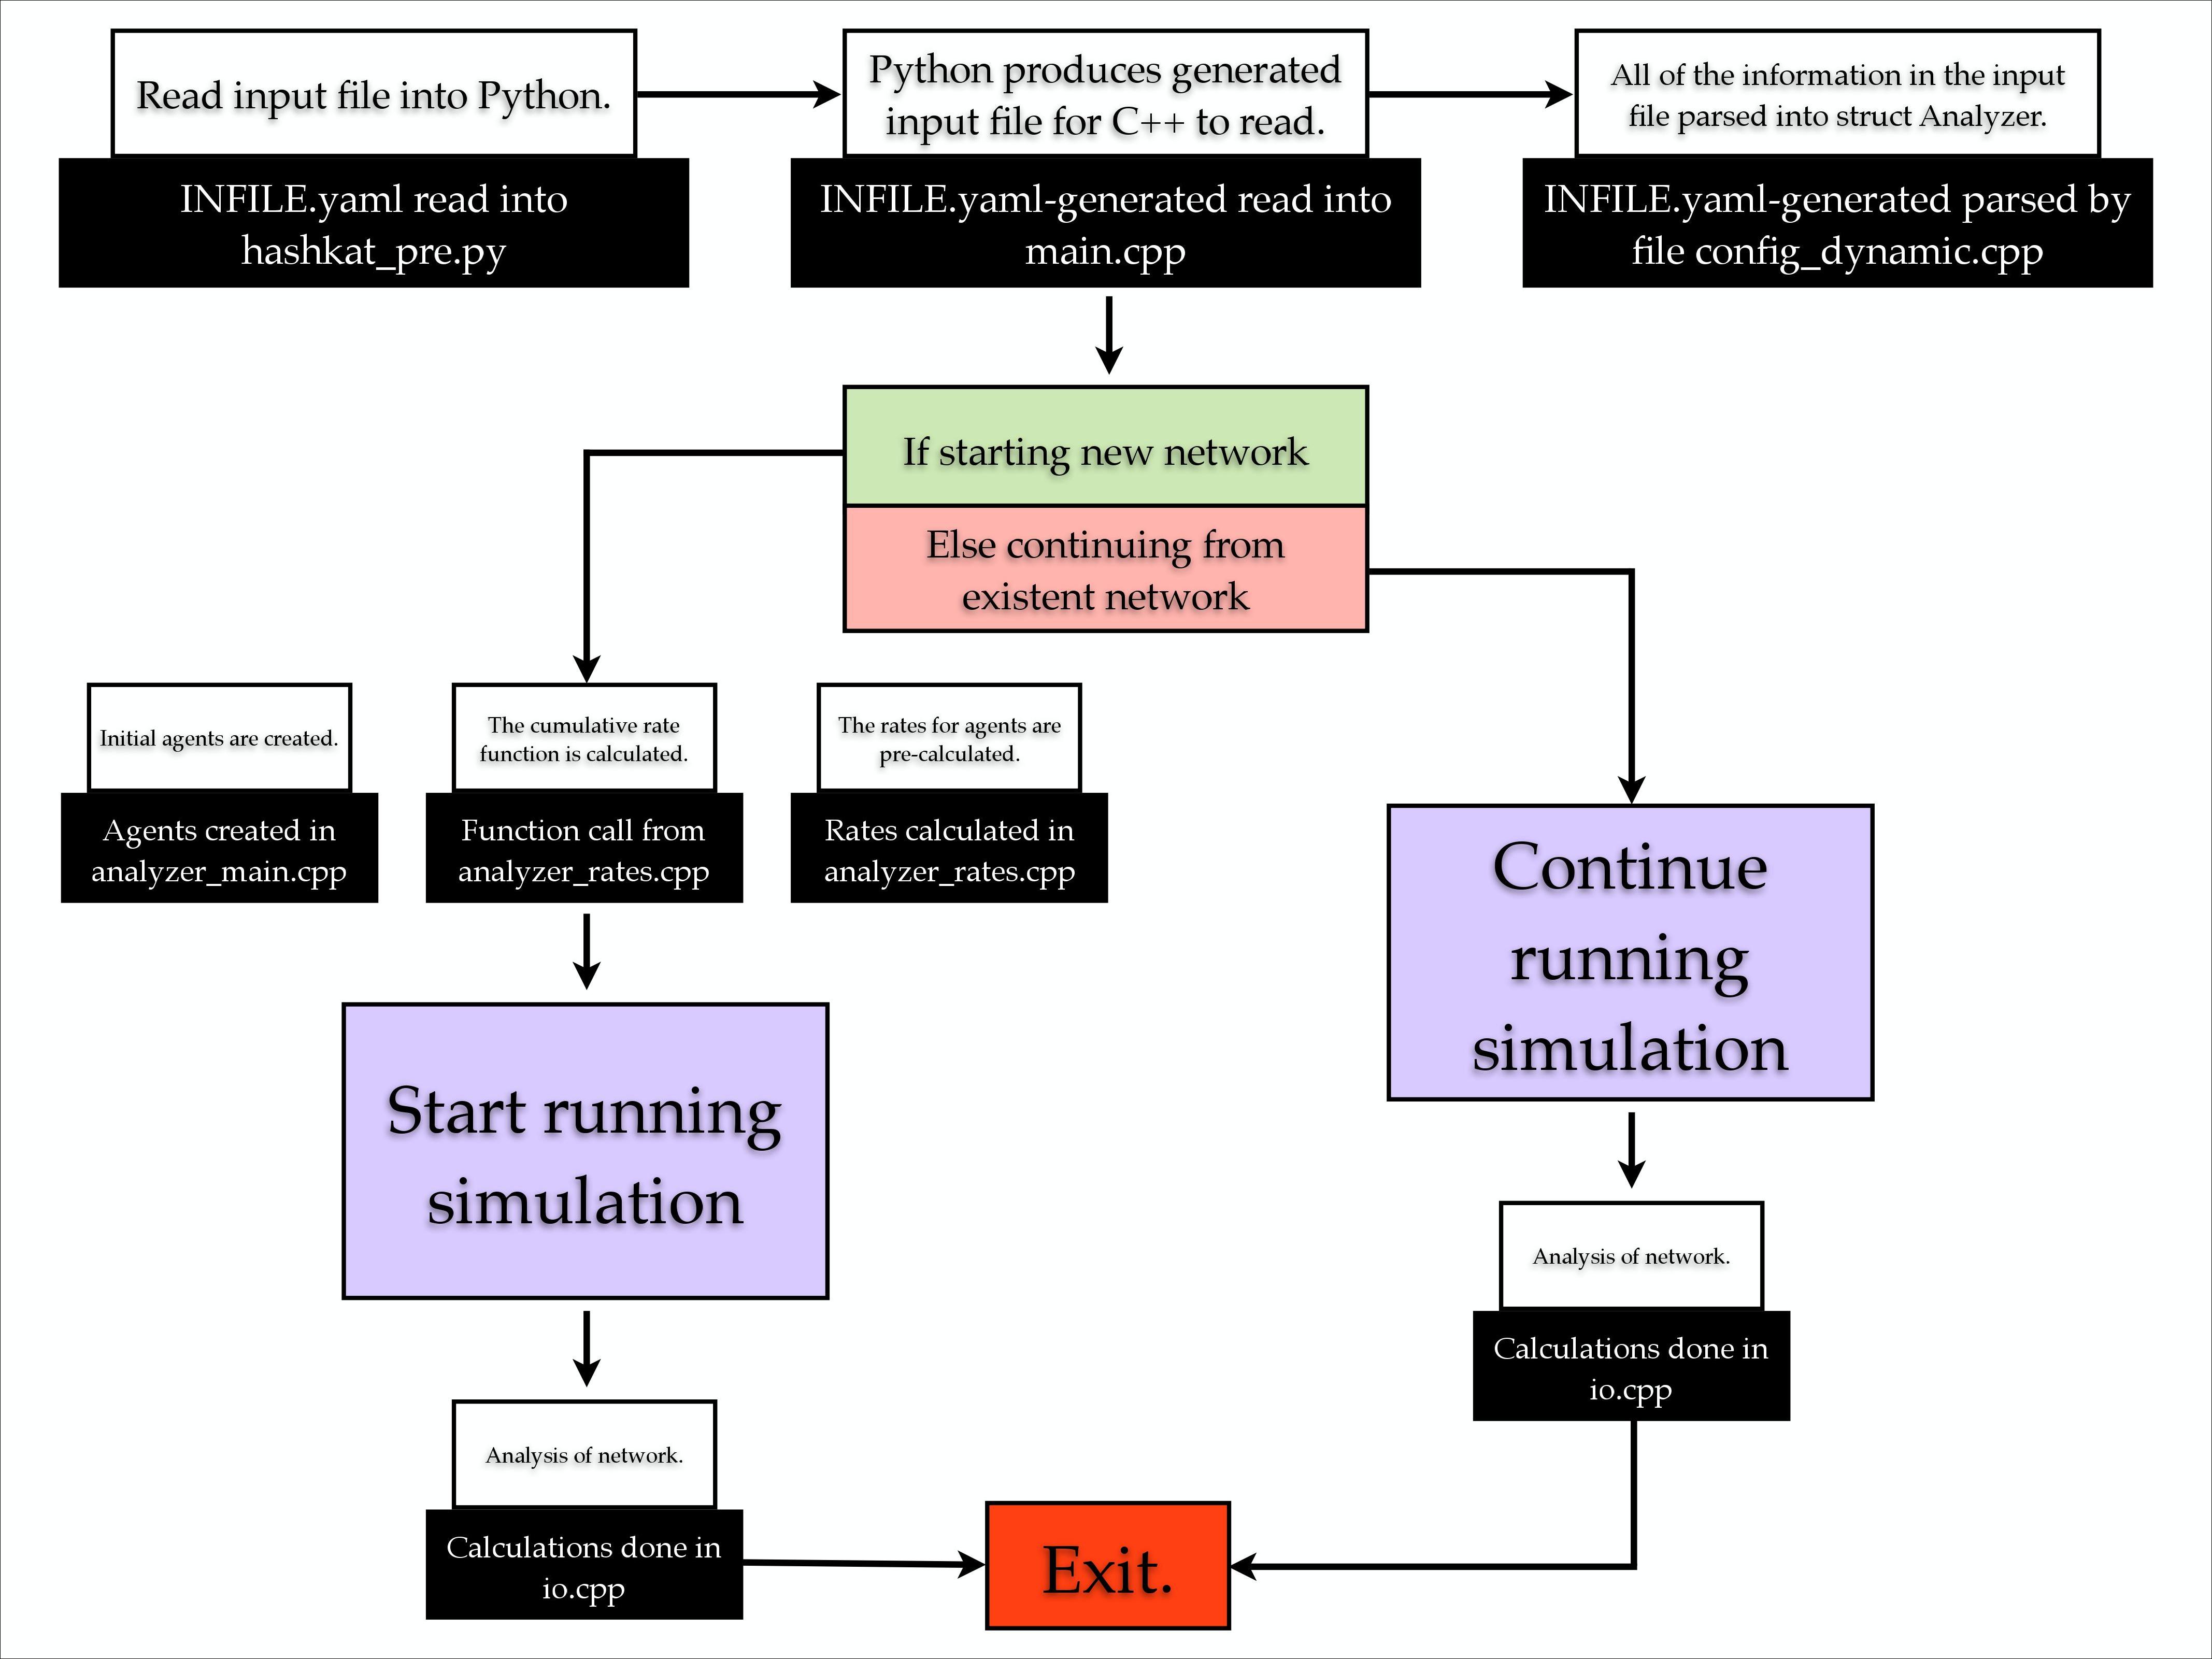 Read input file into Python.
INFILE.yaml read into
hashkat_pre.py
Python produces generated
input file for C++ to read.
INFILE.yaml-generated read into
main.cpp
All of the information in the input
file parsed into struct Analyzer.
INFILE.yaml-generated parsed by
file config_dynamic.cpp
If starting new network
Else continuing from
existent network
Initial agents are created.
Agents created in
analyzer_main.cpp
The cumulative rate
function is calculated.
Function call from
analyzer_rates.cpp
The rates for agents are
pre-calculated.
Rates calculated in
analyzer_rates.cpp
Start running
simulation
Continue
running
simulation
Analysis of network.
Calculations done in
io.cpp
Analysis of network.
Calculations done in
io.cpp
Exit.